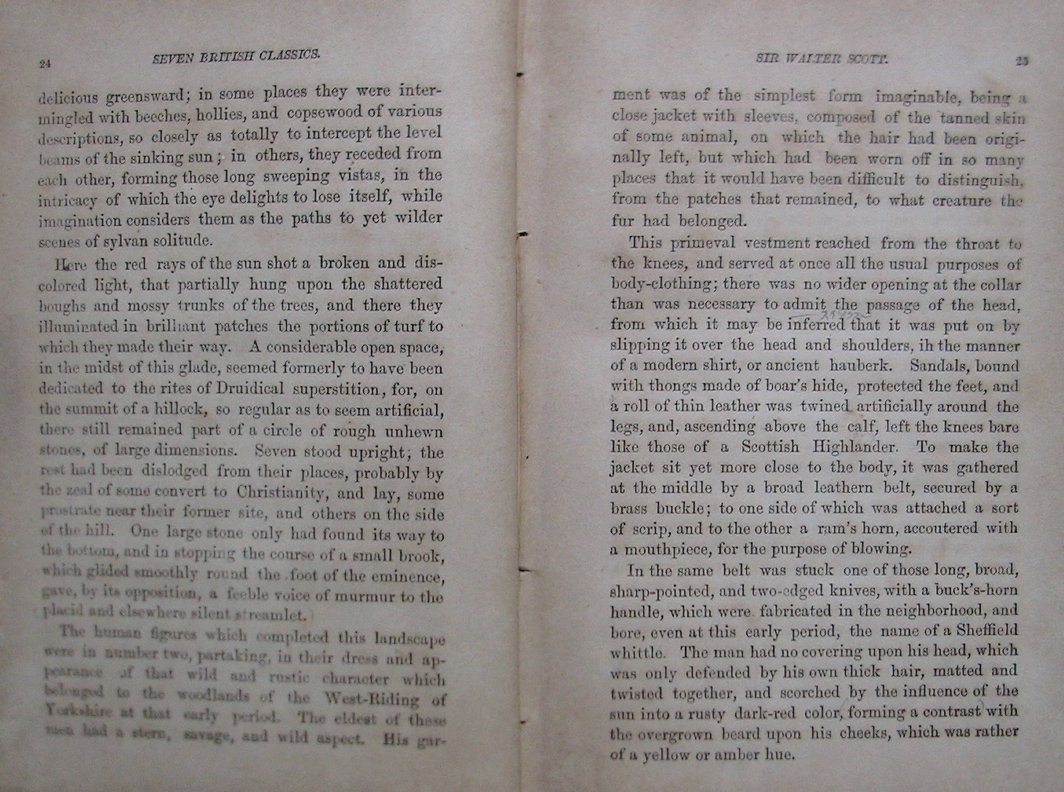 24
SEVEN BRITISH CLASSICS.
delicious greensward; in some places they were inter-
mingled with beeches, hollies, and copsewood of various
descriptions, so closely as totally to intercept the level
beams of the sinking sun; in others, they receded from
each other, forming those long sweeping vistas, in the
intricacy of which the eye delights to lose itself, while
imagination considers them as the paths to yet wilder
scenes of sylvan solitude.
Here the red rays of the sun shot a broken and dis-
colored light, that partially hung upon the shattered
boughs and mossy trunks of the trees, and there they
illuminated in brilliant patches the portions of turf to
which they made their way. A considerable open space,
in the midst of this glade, seemed formerly to have been
dedicated to the rites of Druidical superstition, for, on
the summit of a hillock, so regular as to seem artificial,
there still remained part of a circle of rough unhewn
stones, of large dimensions. Seven stood upright; the
rest had been dislodged from their places, probably by
the zeal of some convert to Christianity, and lay, some
prostrate near their former site, and others on the side
of the hill. One large stone only had found its way to
the bottom, and in stopping the course of a small brook,
which glided smoothly round the foot of the eminence,
gave, by its opposition, a feeble voice of murmur to the
placid and elsewhere silent streamlet.
The human figures which completed this landscape
were in number two, partaking, in their dress and ap-
pearance of that wild and rustic character which
belonged to the woodlands of the West-Riding of
Yorkshire at that early period. The eldest of these
men had a stern, savage, and wild aspect. His gar-
SIR WALTER SCOTT.
25
ment was of the simplest form imaginable, being a
close jacket with sleeves, composed of the tanned skin
of some animal, on which the hair had been origi-
nally left, but which had been worn off in so many
places that it would have been difficult to distinguish,
from the patches that remained, to what creature the
fur had belonged.
This primeval vestment reached from the throat to
the knees, and served at once all the usual purposes of
body-clothing; there was no wider opening at the collar
than was necessary to admit the passage of the head,
from which it may be inferred that it was put on by
slipping it over the head and shoulders, ih the manner
of a modern shirt, or ancient hauberk. Sandals, bound
with thongs made of boar's hide, protected the feet, and
a roll of thin leather was twined artificially around the
legs, and, ascending above the calf, left the knees bare
like those of a Scottish Highlander. To make the
jacket sit yet more close to the body, it was gathered
at the middle by a broad leathern belt, secured by a
brass buckle; to one side of which was attached a sort
of scrip, and to the other a ram's horn, accoutered with
a mouthpiece, for the purpose of blowing.
In the same belt was stuck one of those long, broad,
sharp-pointed, and two-edged knives, with a buck's-horn
handle, which were fabricated in the neighborhood, and
bore, even at this early period, the name of a Sheffield
whittle. The man had no covering upon his head, which
was only defended by his own thick hair, matted and
twisted together, and scorched by the influence of the
sun into a rusty dark-red color, forming a contrast with
the overgrown beard upon his cheeks, which was rather
of a yellow or amber hue.